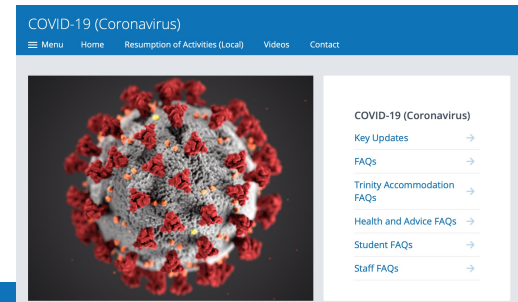 COVID-19 (Coronavirus)
Menu Home Resumption of Activities (Local) Videos Contact
COVID-19 (Coronavirus)
Key Updates
FAQs
Trinity Accommodation
FAQs
Health and Advice FAQs
Student FAQs
Staff FAQs